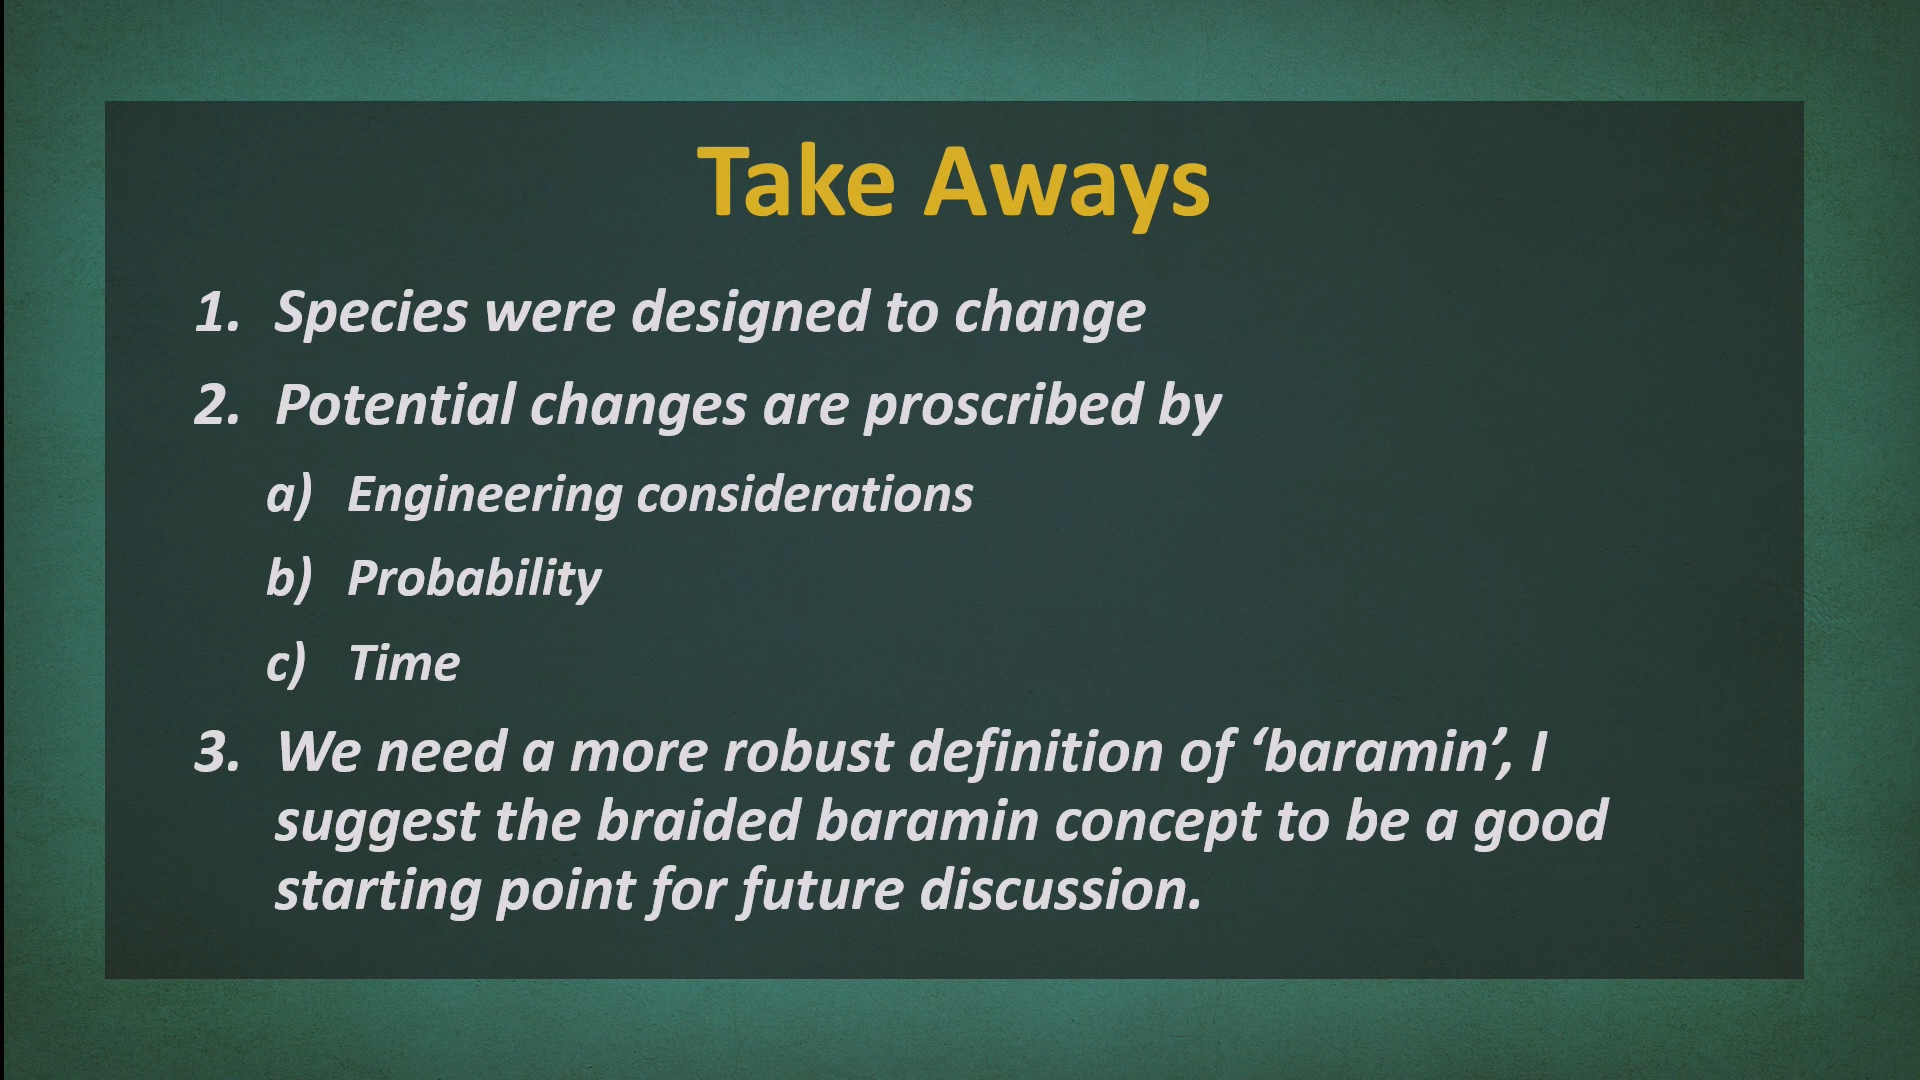 Take Aways
1. Species were designed to change
2. Potential changes are proscribed by
a) Engineering considerations
b) Probability
c) Time
3. We need a more robust definition of ‘baramin’, I
suggest the braided baramin concept to be a good
starting point for future discussion.